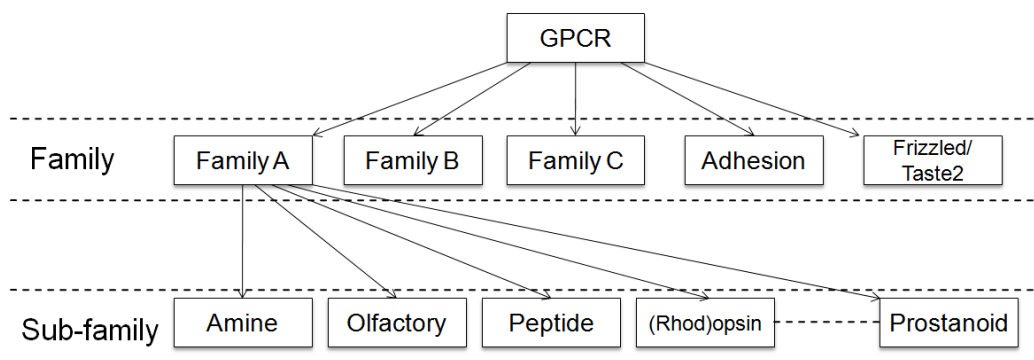 GPCR
Family
Family A
Family B
Family C
Adhesion
Frizzled/
Taste2
Sub-family
Amine
Olfactory
Peptide
(Rhod)opsin
Prostanoid